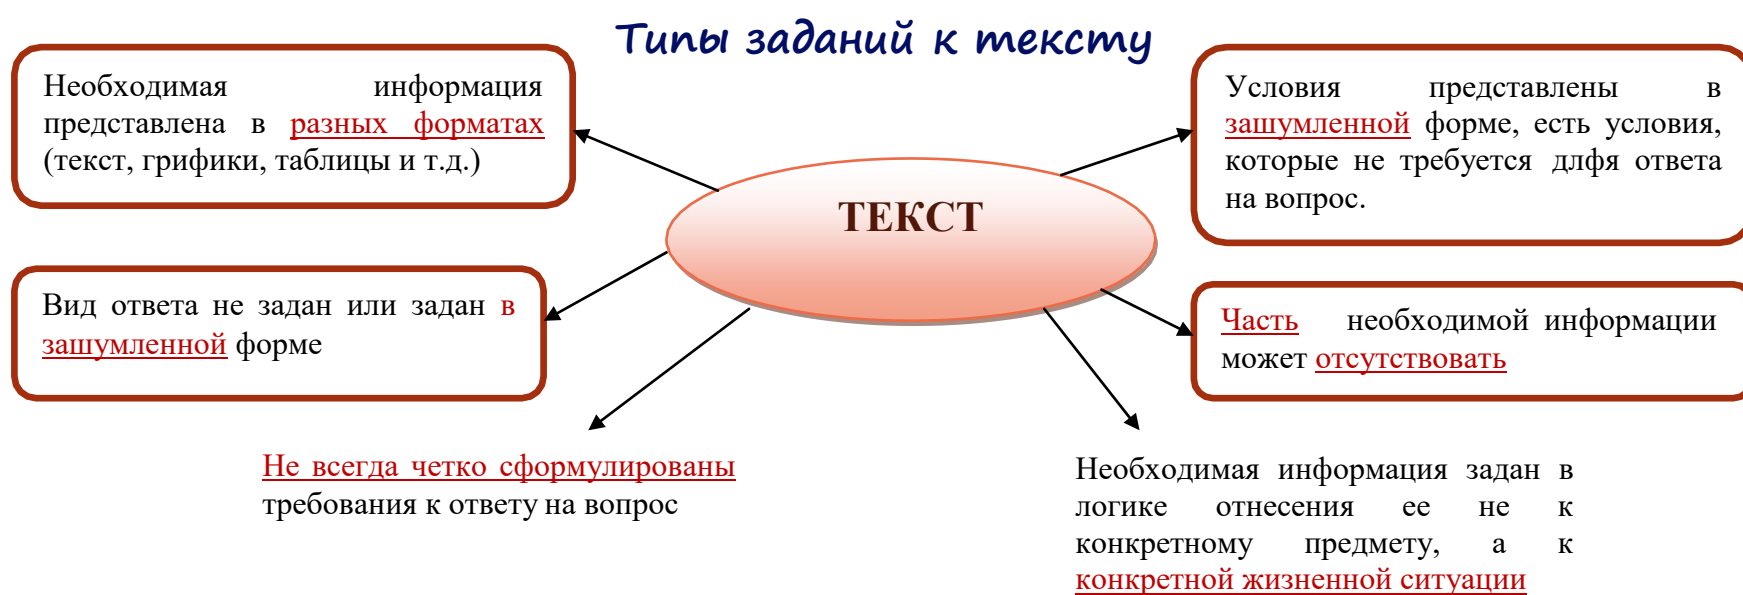 Типы заданий к тексту
Необходимая информация
представлена в разных форматах
(текст, грифики, таблицы и т.д.)
Условия представлены в
зашумленной форме, есть условия,
которые не требуется длфя ответа
на вопрос.
ТЕКСТ
Вид ответа не задан или задан в
зашумленной форме
Часть необходимой информации
может отсутствовать
Не всегда четко сформулированы
требования к ответу на вопрос
Необходимая информация задан в
логике отнесения ее не к
конкретному предмету, а к
конкретной жизненной ситуации